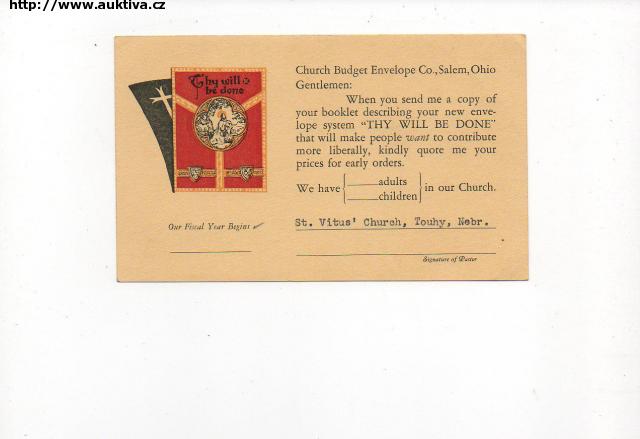 http://www.auktiva.cz
Thy will
be done
Church Budget Envelope Co., Salem, Ohio
Gentlemen:
When you send me a copy of
your booklet describing your new enve-
lope system “THY WILL BE DONE”
that will make people want to contribute
more liberally, kindly quote me your
prices for early orders.
We have { ______adults ______children } in our Church.
Our Fiscal Year Begins ✓
St. Vitus' Church, Touhy, Nebr.
Signature of Pastor